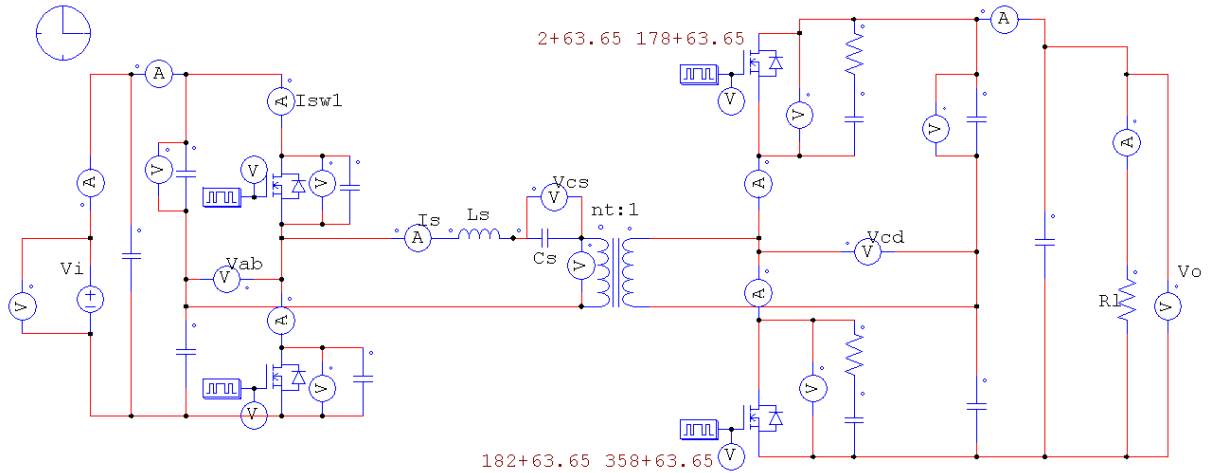 2+63.65 178+63.65
A
A
V
Isw1
A
V
V
V
V
A
V
V
A
A
V
A
Vcs
V
nt:1
Is
A
Ls
Cs
V
Vcd
V
Vab
V
Vi
V
A
A
Rl
V
Vo
V
V
V
182+63.65 358+63.65
V